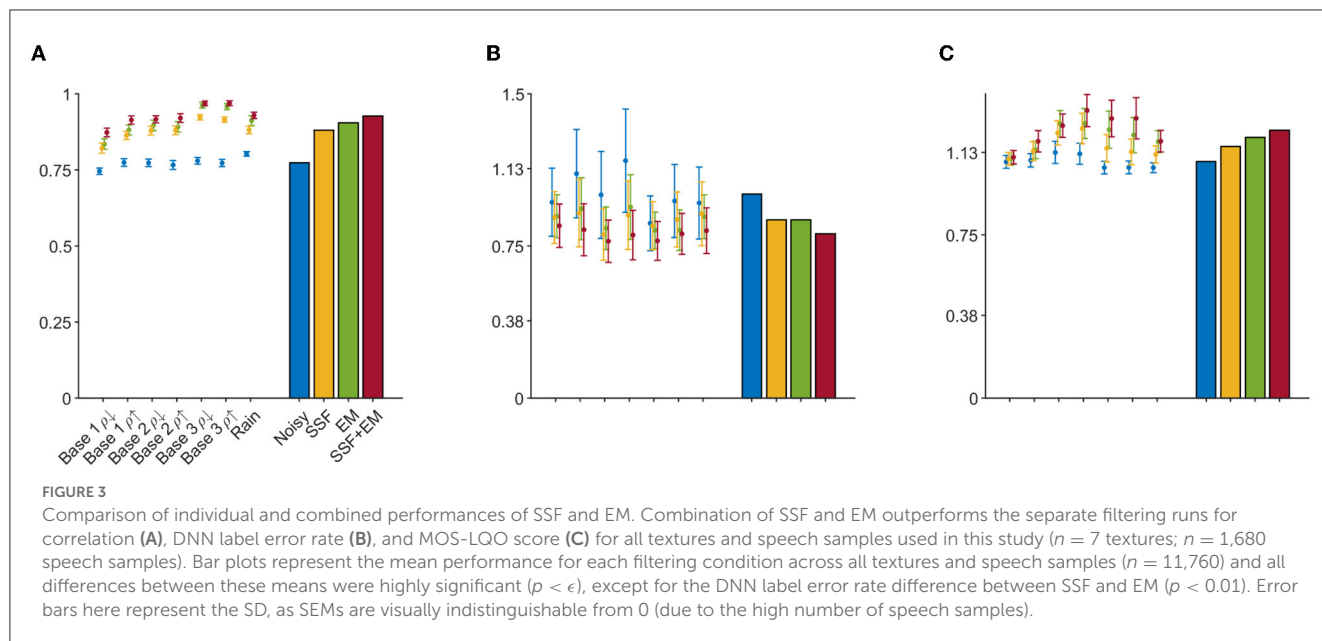 A
B
C
1
0.75
0.5
0.25
0
Base 1 ρ↓
Base 1 ρ↑
Base 2 ρ↓
Base 2 ρ↑
Base 3 ρ↓
Base 3 ρ↑
Rain
Noisy
SSF
EM
SSF+EM
1.5
1.13
0.75
0.38
0
1.13
0.75
0.38
0
FIGURE 3
Comparison of individual and combined performances of SSF and EM. Combination of SSF and EM outperforms the separate filtering runs for
correlation (A), DNN label error rate (B), and MOS-LQO score (C) for all textures and speech samples used in this study (n = 7 textures; n = 1,680
speech samples). Bar plots represent the mean performance for each filtering condition across all textures and speech samples (n = 11,760) and all
differences between these means were highly significant (p < ϵ), except for the DNN label error rate difference between SSF and EM (p < 0.01). Error
bars here represent the SD, as SEMs are visually indistinguishable from 0 (due to the high number of speech samples).